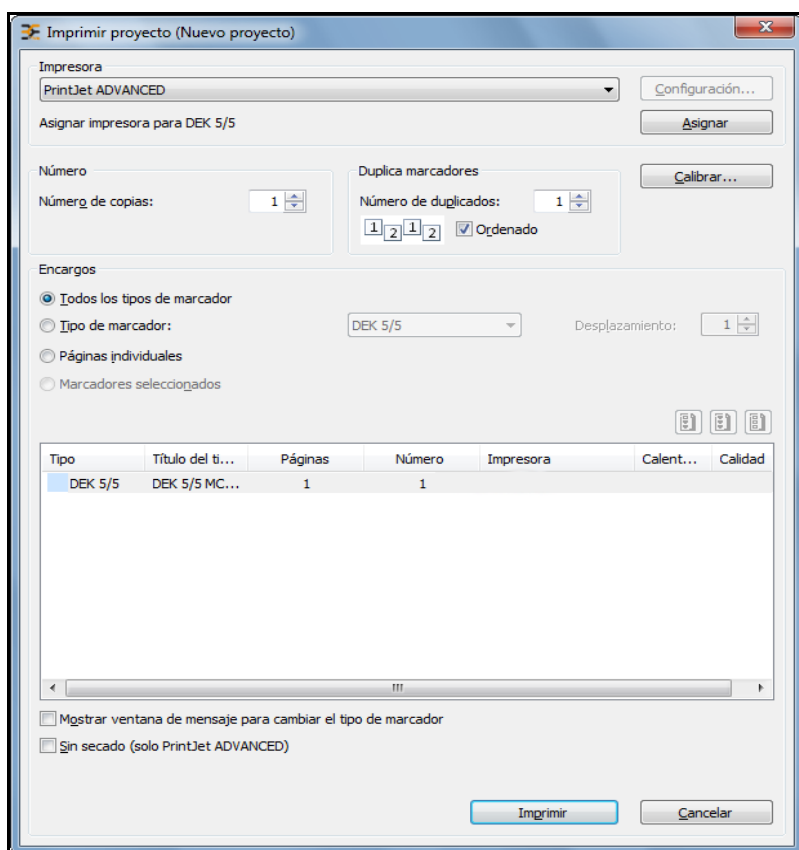 Imprimir proyecto (Nuevo proyecto)
Impresora
PrintJet ADVANCED
Configuración...
Asignar impresora para DEK 5/5
Asignar
Número
Duplica marcadores
Calibrar...
Número de copias:
1
Número de duplicados:
1
1 2 1 2
Ordenado
Encargos
Todos los tipos de marcador
Tipo de marcador:
DEK 5/5
Desplazamiento:
1
Páginas individuales
Marcadores seleccionados
Tipo Título del ti... Páginas Número Impresora Calent... Calidad
DEK 5/5 DEK 5/5 MC... 1 1
Mostrar ventana de mensaje para cambiar el tipo de marcador
Sin secado (solo PrintJet ADVANCED)
Imprimir
Cancelar